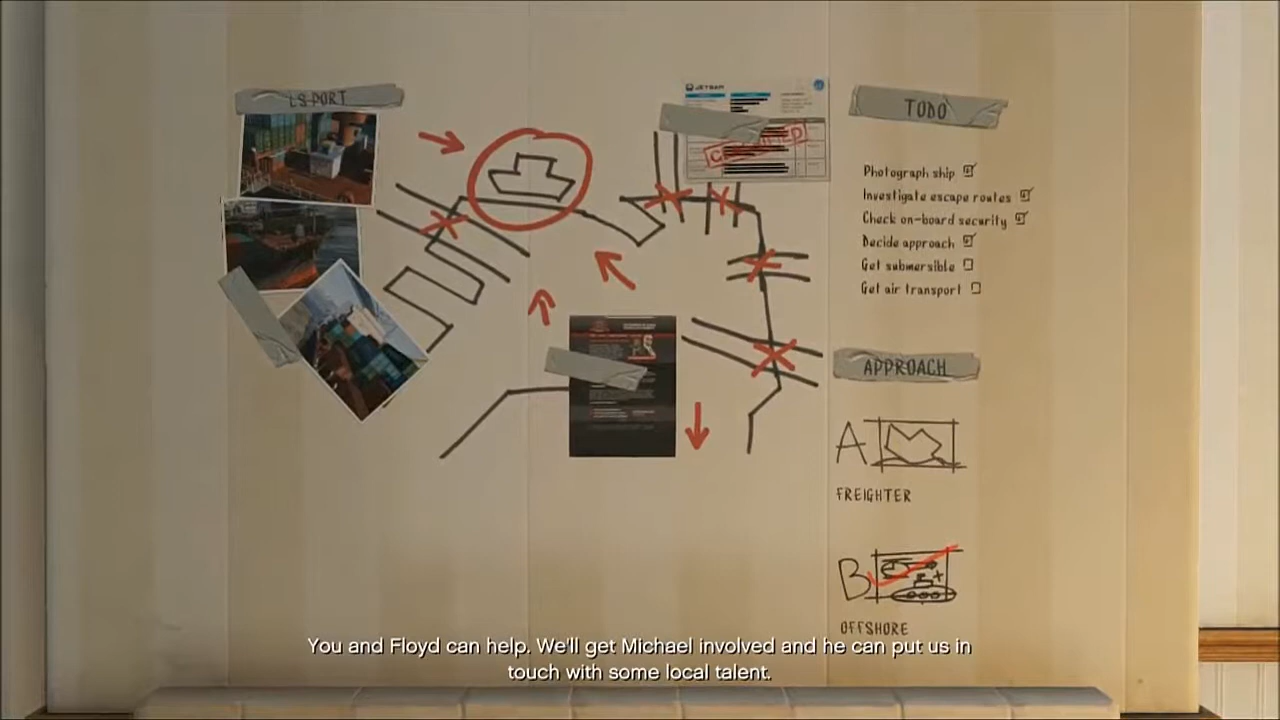 LS PORT
JETSAM
TODO
Photograph ship
Investigate escape routes
Check on-board security
Decide approach
Get submersible
Get air transport
APPROACH
A
FREIGHTER
B
OFFSHORE
You and Floyd can help. We'll get Michael involved and he can put us in
touch with some local talent.